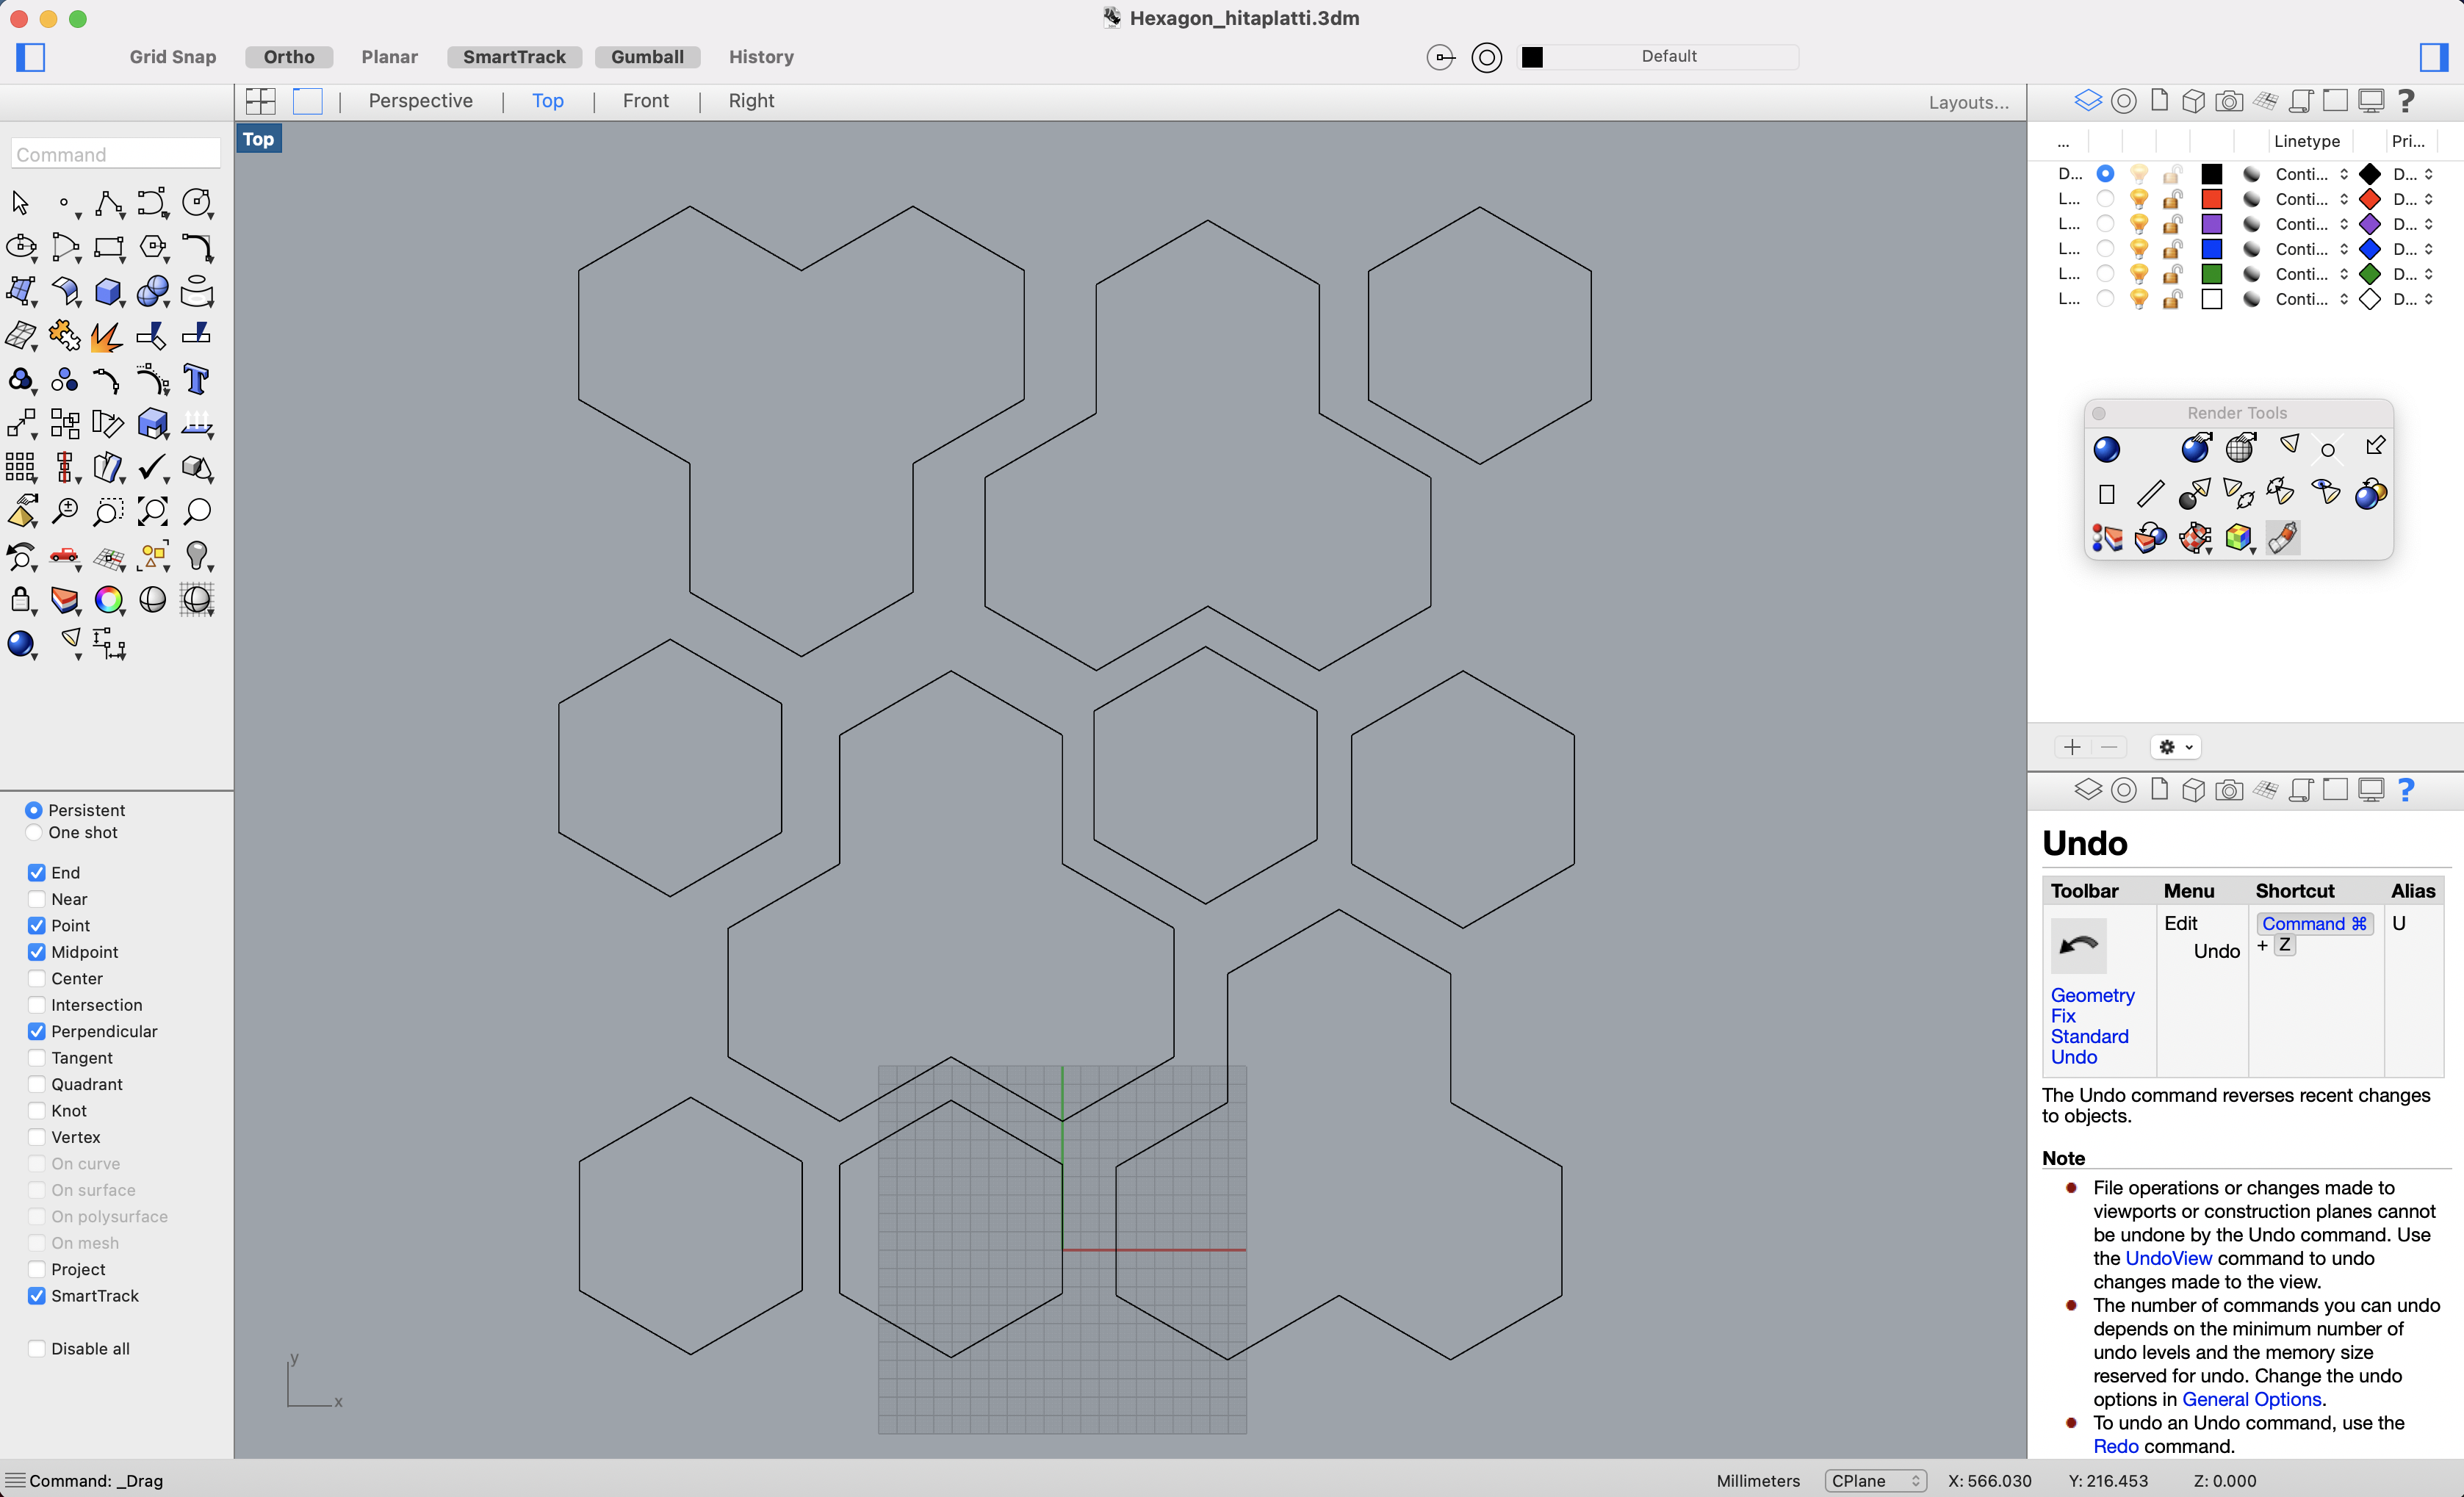 Hexagon_hitaplatti.3dm
Grid Snap Ortho Planar SmartTrack Gumball History Default
Perspective | Top | Front | Right Layouts...
Top
Command
... Linetype Pri...
D... Conti... D...
L... Conti... D...
L... Conti... D...
L... Conti... D...
L... Conti... D...
L... Conti... D...
Render Tools
Persistent
One shot
End
Near
Point
Midpoint
Center
Intersection
Perpendicular
Tangent
Quadrant
Knot
Vertex
On curve
On surface
On polysurface
On mesh
Project
SmartTrack
Disable all
y
x
Undo
Toolbar Menu Shortcut Alias
Edit Command ⌘ U
Undo + Z
Geometry
Fix
Standard
Undo
The Undo command reverses recent changes
to objects.
Note
File operations or changes made to
viewports or construction planes cannot
be undone by the Undo command. Use
the UndoView command to undo
changes made to the view.
The number of commands you can undo
depends on the minimum number of
undo levels and the memory size
reserved for undo. Change the undo
options in General Options.
To undo an Undo command, use the
Redo command.
Command: _Drag
Millimeters CPlane X: 566.030 Y: 216.453 Z: 0.000